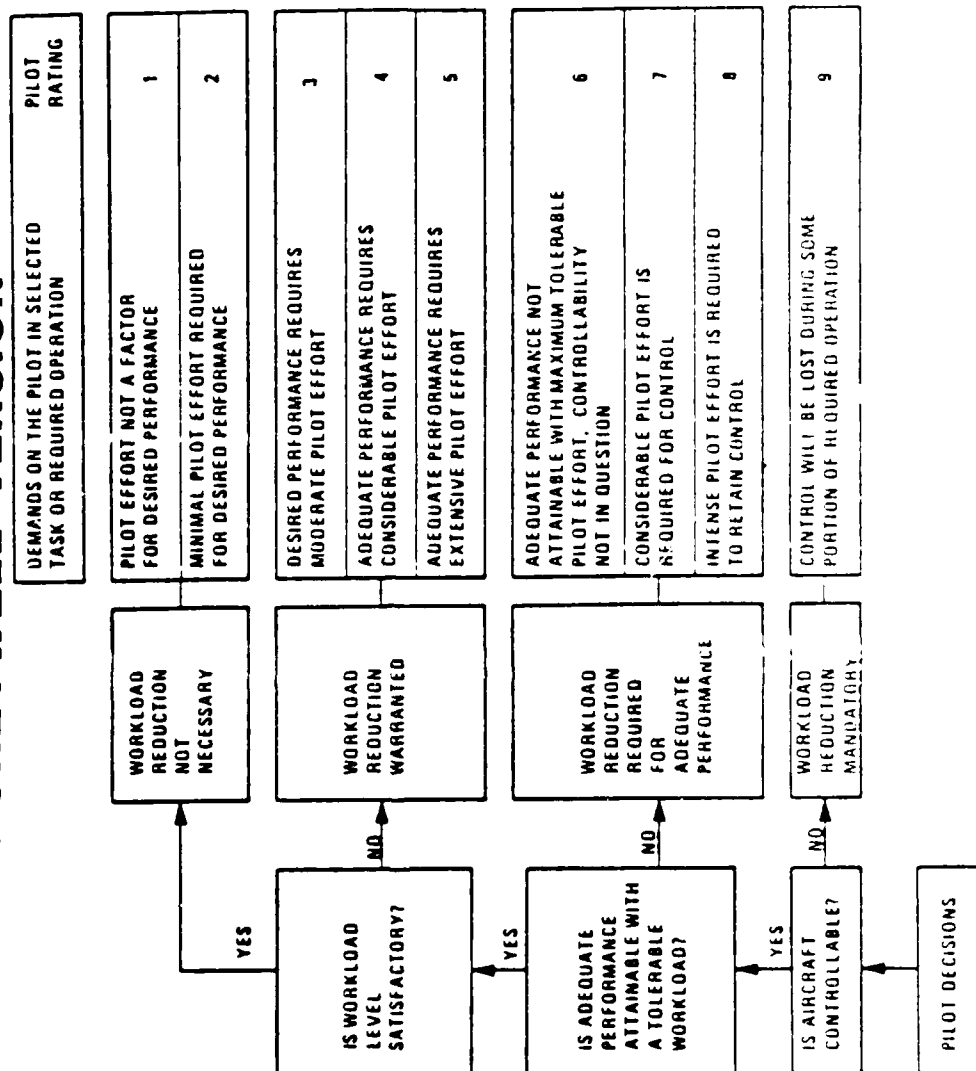 DEMANDS ON THE PILOT IN SELECTED
TASK OR REQUIRED OPERATION
PILOT
RATING
PILOT EFFORT NOT A FACTOR
FOR DESIRED PERFORMANCE
1
MINIMAL PILOT EFFORT REQUIRED
FOR DESIRED PERFORMANCE
2
WORKLOAD
REDUCTION
NOT
NECESSARY
YES
DESIRED PERFORMANCE REQUIRES
MODERATE PILOT EFFORT
3
ADEQUATE PERFORMANCE REQUIRES
CONSIDERABLE PILOT EFFORT
4
ADEQUATE PERFORMANCE REQUIRES
EXTENSIVE PILOT EFFORT
5
WORKLOAD
REDUCTION
WARRANTED
NO
IS WORKLOAD
LEVEL
SATISFACTORY?
YES
ADEQUATE PERFORMANCE NOT
ATTAINABLE WITH MAXIMUM TOLERABLE
PILOT EFFORT, CONTROLLABILITY
NOT IN QUESTION
6
CONSIDERABLE PILOT EFFORT IS
REQUIRED FOR CONTROL
7
INTENSE PILOT EFFORT IS REQUIRED
TO RETAIN CONTROL
8
WORKLOAD
REDUCTION
REQUIRED
FOR
ADEQUATE
PERFORMANCE
NO
IS ADEQUATE
PERFORMANCE
ATTAINABLE WITH
A TOLERABLE
WORKLOAD?
YES
CONTROL WILL BE LOST DURING SOME
PORTION OF REQUIRED OPERATION
9
WORKLOAD
REDUCTION
MANDATORY
NO
IS AIRCRAFT
CONTROLLABLE?
PILOT DECISIONS